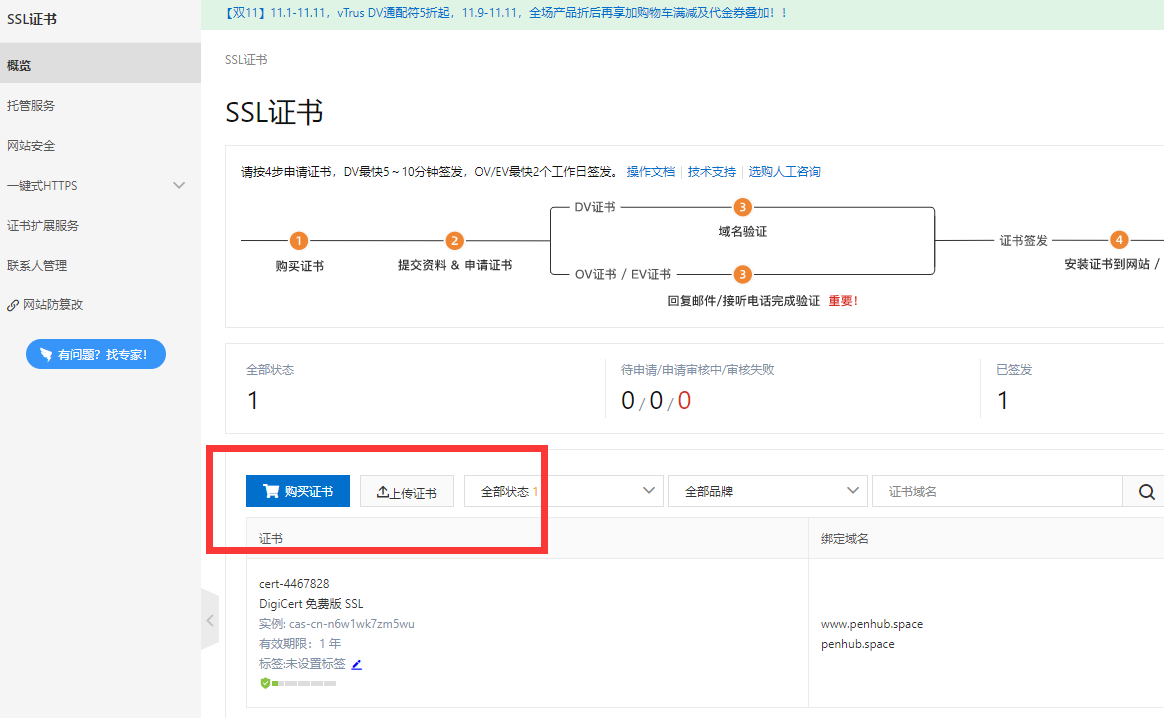 SSL证书
概览
托管服务
网站安全
一键式HTTPS
证书扩展服务
联系人管理
网站防篡改
有问题？找专家！
【双11】11.1-11.11，vTrus DV通配符5折起，11.9-11.11，全场产品折后再享加购物车满减及代金券叠加！！
SSL证书
SSL证书
请按4步申请证书，DV最快5～10分钟签发，OV/EV最快2个工作日签发。 操作文档 技术支持 选购人工咨询
DV证书 3
域名验证
1 2 证书签发 4
购买证书 提交资料 & 申请证书 安装证书到网站 /
OV证书 / EV证书 3
回复邮件/接听电话完成验证 重要！
全部状态 待申请/申请审核中/审核失败 已签发
1 0 / 0 / 0 1
购买证书 上传证书 全部状态 1 全部品牌 证书域名
证书 绑定域名
cert-4467828
DigiCert 免费版 SSL
实例: cas-cn-n6w1wk7zm5wu
有效期限：1 年
标签:未设置标签
www.penhub.space
penhub.space